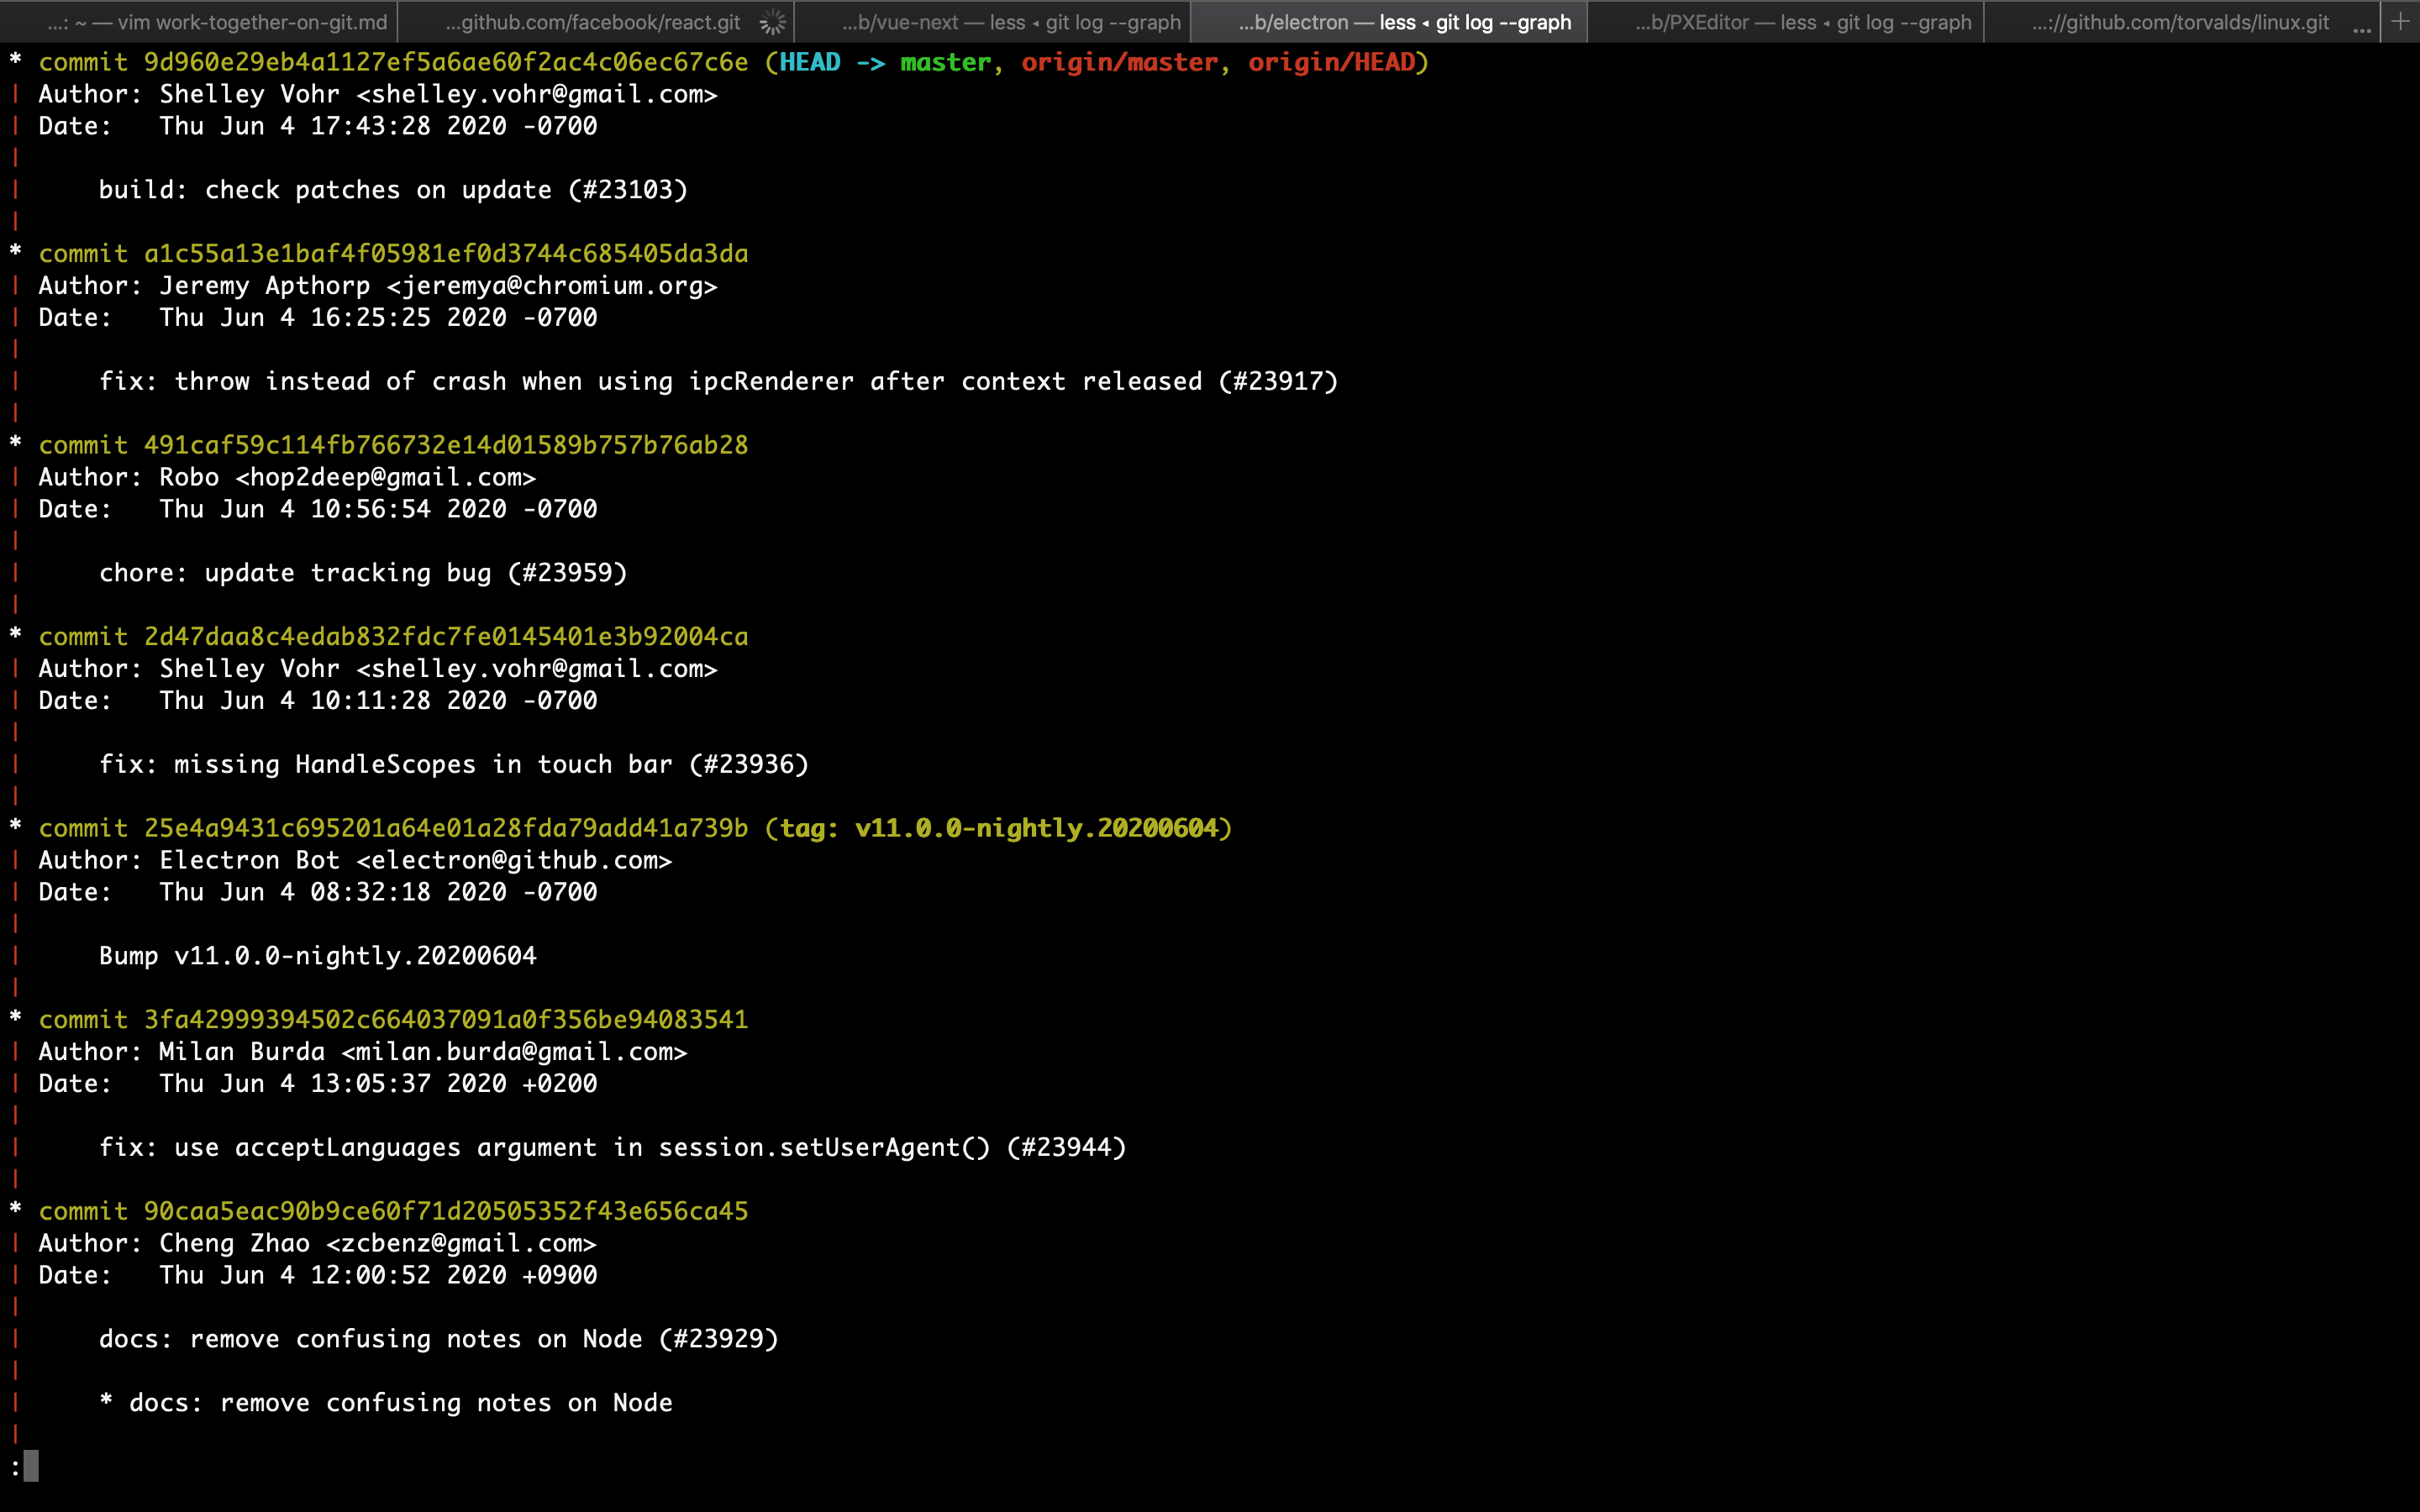 ...: ~ — vim work-together-on-git.md ...github.com/facebook/react.git ...b/vue-next — less ◂ git log --graph ...b/electron — less ◂ git log --graph ...b/PXEditor — less ◂ git log --graph ...://github.com/torvalds/linux.git ... +
* commit 9d960e29eb4a1127ef5a6ae60f2ac4c06ec67c6e (HEAD -> master, origin/master, origin/HEAD)
| Author: Shelley Vohr <shelley.vohr@gmail.com>
| Date:   Thu Jun 4 17:43:28 2020 -0700
|
|     build: check patches on update (#23103)
|
* commit a1c55a13e1baf4f05981ef0d3744c685405da3da
| Author: Jeremy Apthorp <jeremya@chromium.org>
| Date:   Thu Jun 4 16:25:25 2020 -0700
|
|     fix: throw instead of crash when using ipcRenderer after context released (#23917)
|
* commit 491caf59c114fb766732e14d01589b757b76ab28
| Author: Robo <hop2deep@gmail.com>
| Date:   Thu Jun 4 10:56:54 2020 -0700
|
|     chore: update tracking bug (#23959)
|
* commit 2d47daa8c4edab832fdc7fe0145401e3b92004ca
| Author: Shelley Vohr <shelley.vohr@gmail.com>
| Date:   Thu Jun 4 10:11:28 2020 -0700
|
|     fix: missing HandleScopes in touch bar (#23936)
|
* commit 25e4a9431c695201a64e01a28fda79add41a739b (tag: v11.0.0-nightly.20200604)
| Author: Electron Bot <electron@github.com>
| Date:   Thu Jun 4 08:32:18 2020 -0700
|
|     Bump v11.0.0-nightly.20200604
|
* commit 3fa42999394502c664037091a0f356be94083541
| Author: Milan Burda <milan.burda@gmail.com>
| Date:   Thu Jun 4 13:05:37 2020 +0200
|
|     fix: use acceptLanguages argument in session.setUserAgent() (#23944)
|
* commit 90caa5eac90b9ce60f71d20505352f43e656ca45
| Author: Cheng Zhao <zcbenz@gmail.com>
| Date:   Thu Jun 4 12:00:52 2020 +0900
|
|     docs: remove confusing notes on Node (#23929)
|
|     * docs: remove confusing notes on Node
|
: